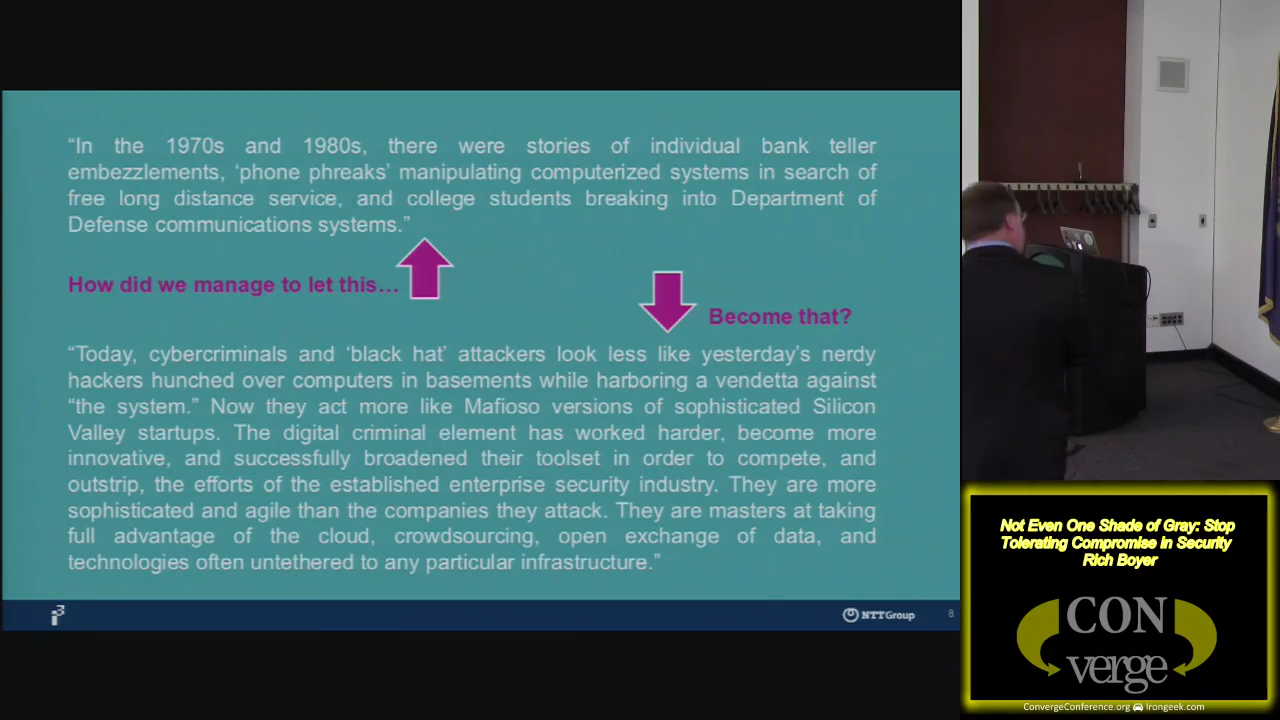 “In the 1970s and 1980s, there were stories of individual bank teller
embezzlements, ‘phone phreaks’ manipulating computerized systems in search of
free long distance service, and college students breaking into Department of
Defense communications systems.”
How did we manage to let this...
Become that?
“Today, cybercriminals and ‘black hat’ attackers look less like yesterday’s nerdy
hackers hunched over computers in basements while harboring a vendetta against
“the system.” Now they act more like Mafioso versions of sophisticated Silicon
Valley startups. The digital criminal element has worked harder, become more
innovative, and successfully broadened their toolset in order to compete, and
outstrip, the efforts of the established enterprise security industry. They are more
sophisticated and agile than the companies they attack. They are masters at taking
full advantage of the cloud, crowdsourcing, open exchange of data, and
technologies often untethered to any particular infrastructure.”
i3
NTTGroup
8
Not Even One Shade of Gray: Stop
Tolerating Compromise In Security
Rich Boyer
CON
verge
ConvergeConference.org Irongeek.com